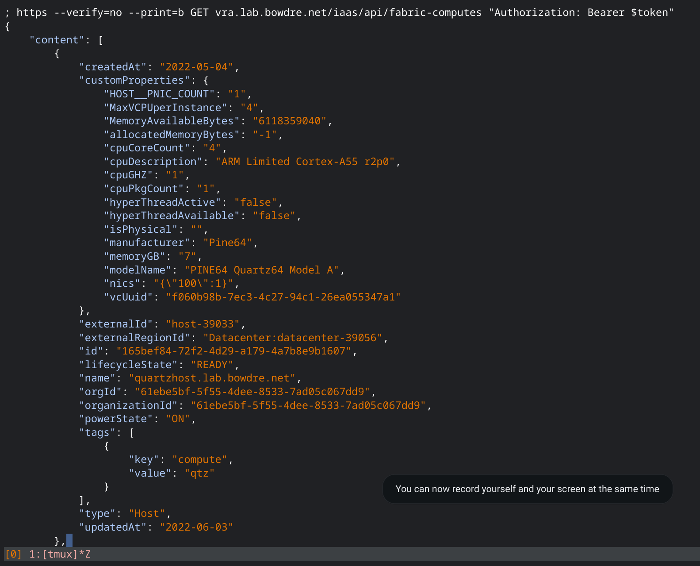 ; https --verify=no --print=b GET vra.lab.bowdre.net/iaas/api/fabric-computes "Authorization: Bearer $token"
{
    "content": [
        {
            "createdAt": "2022-05-04",
            "customProperties": {
                "HOST__PNIC_COUNT": "1",
                "MaxVCPUperInstance": "4",
                "MemoryAvailableBytes": "6118359040",
                "allocatedMemoryBytes": "-1",
                "cpuCoreCount": "4",
                "cpuDescription": "ARM Limited Cortex-A55 r2p0",
                "cpuGHZ": "1",
                "cpuPkgCount": "1",
                "hyperThreadActive": "false",
                "hyperThreadAvailable": "false",
                "isPhysical": "",
                "manufacturer": "Pine64",
                "memoryGB": "7",
                "modelName": "PINE64 Quartz64 Model A",
                "nics": "{\"100\":1}",
                "vcUuid": "f060b98b-7ec3-4c27-94c1-26ea055347a1"
            },
            "externalId": "host-39033",
            "externalRegionId": "Datacenter:datacenter-39056",
            "id": "165bef84-72f2-4d29-a179-4a7b8e9b1607",
            "lifecycleState": "READY",
            "name": "quartzhost.lab.bowdre.net",
            "orgId": "61ebe5bf-5f55-4dee-8533-7ad05c067dd9",
            "organizationId": "61ebe5bf-5f55-4dee-8533-7ad05c067dd9",
            "powerState": "ON",
            "tags": [
                {
                    "key": "compute",
                    "value": "qtz"
                }
            ],
            "type": "Host",
            "updatedAt": "2022-06-03"
        },
You can now record yourself and your screen at the same time
[0] 1:[tmux]*Z